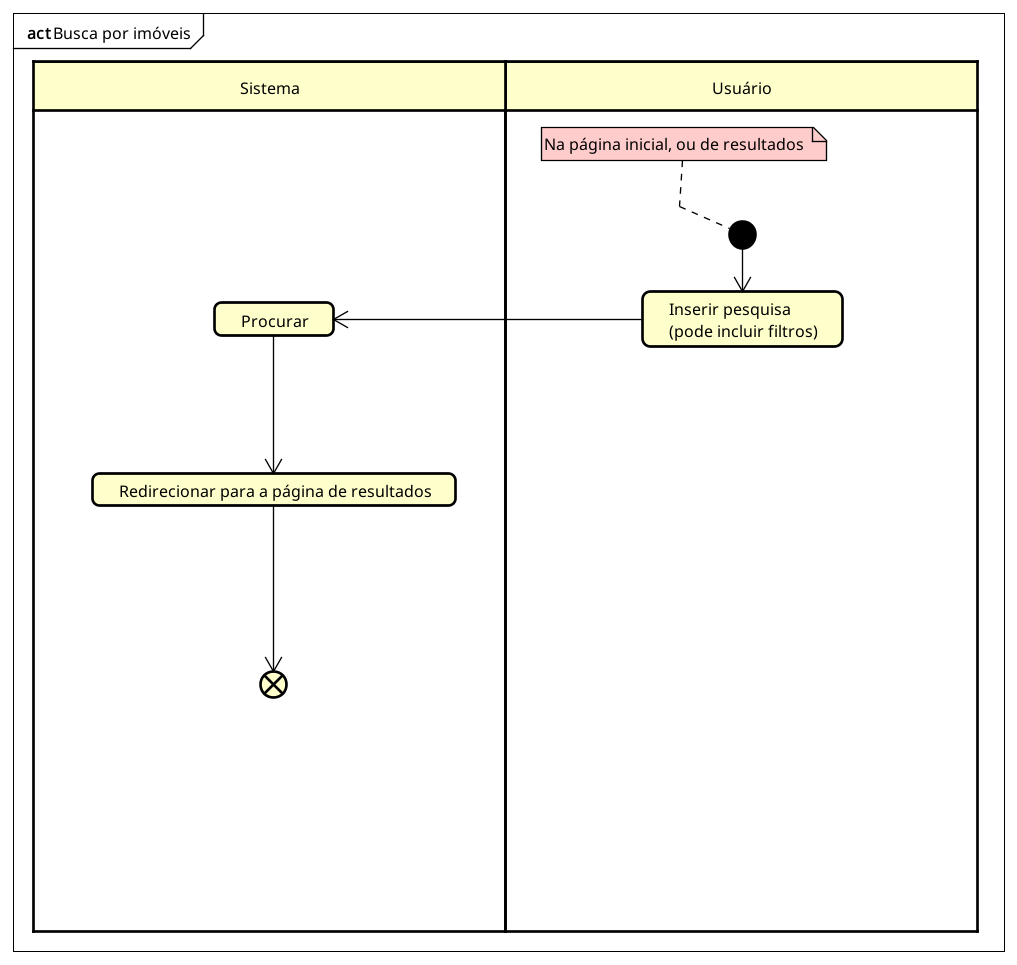 act Busca por imóveis
Sistema
Usuário
Na página inicial, ou de resultados
Inserir pesquisa
(pode incluir filtros)
Procurar
Redirecionar para a página de resultados